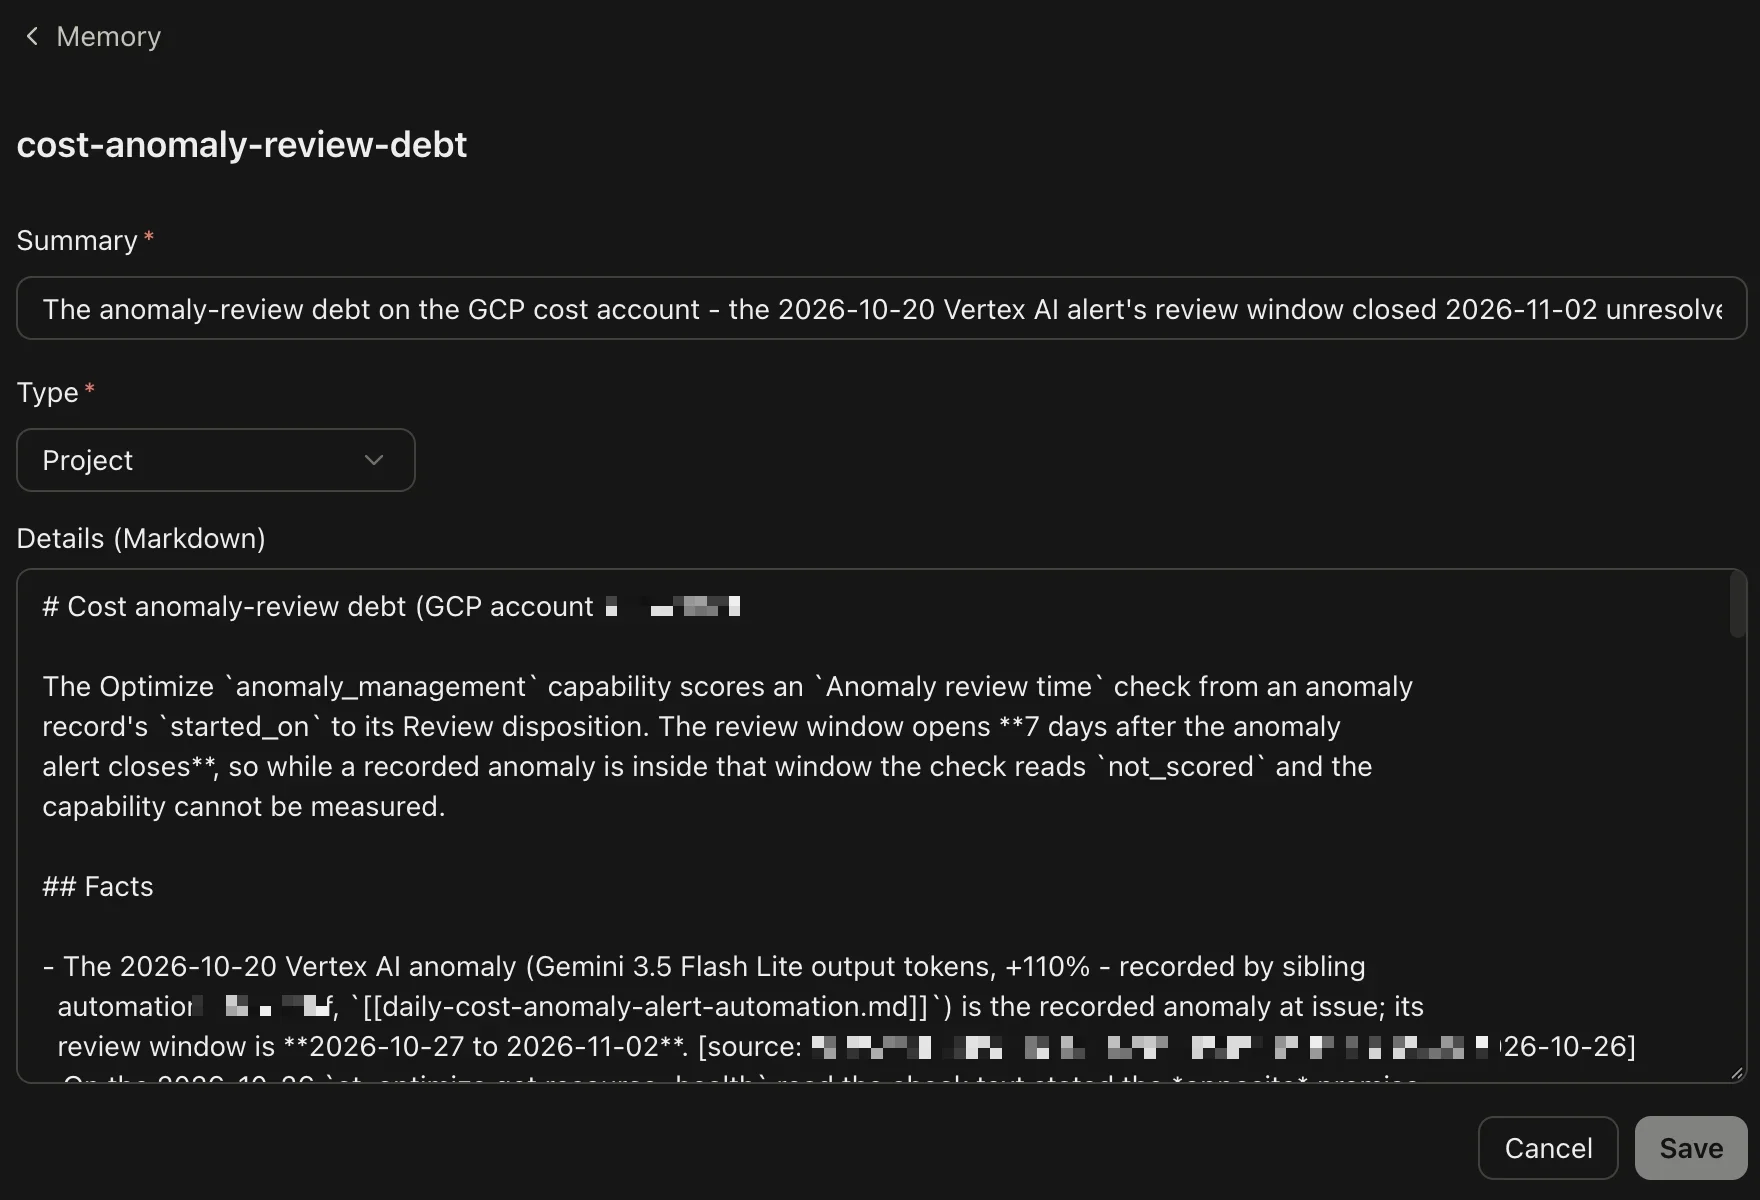 Memory
cost-anomaly-review-debt
Summary *
The anomaly-review debt on the GCP cost account - the 2026-10-20 Vertex AI alert's review window closed 2026-11-02 unresolve
Type *
Project
Details (Markdown)
# Cost anomaly-review debt (GCP account
The Optimize `anomaly_management` capability scores an `Anomaly review time` check from an anomaly
record's `started_on` to its Review disposition. The review window opens **7 days after the anomaly
alert closes**, so while a recorded anomaly is inside that window the check reads `not_scored` and the
capability cannot be measured.
## Facts
- The 2026-10-20 Vertex AI anomaly (Gemini 3.5 Flash Lite output tokens, +110% - recorded by sibling
automation f, `[[daily-cost-anomaly-alert-automation.md]]`) is the recorded anomaly at issue; its
review window is **2026-10-27 to 2026-11-02**. [source: 26-10-26]
Cancel
Save